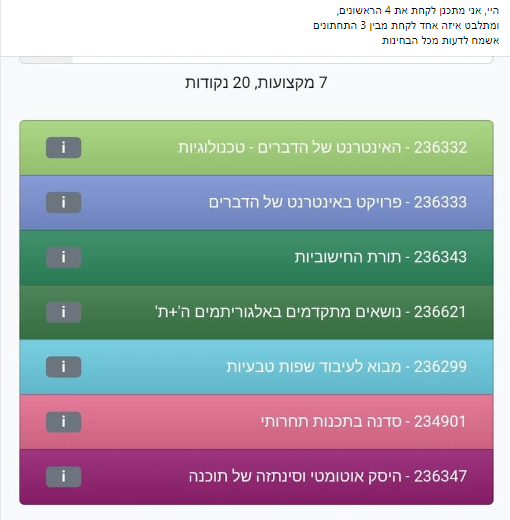 היי, אני מתכנן לקחת את 4 הראשונים,
ומתלבט איזה אחד לקחת מבין 3 התחתונים
אשמח לדעות מכל הבחינות
7 מקצועות, 20 נקודות
236332 - האינטרנט של הדברים - טכנולוגיות i
236333 - פרויקט באינטרנט של הדברים i
236343 - תורת החישוביות i
236621 - נושאים מתקדמים באלגוריתמים ה'+ת' i
236299 - מבוא לעיבוד שפות טבעיות i
234901 - סדנה בתכנות תחרותי i
236347 - היסק אוטומטי וסינתזה של תוכנה i